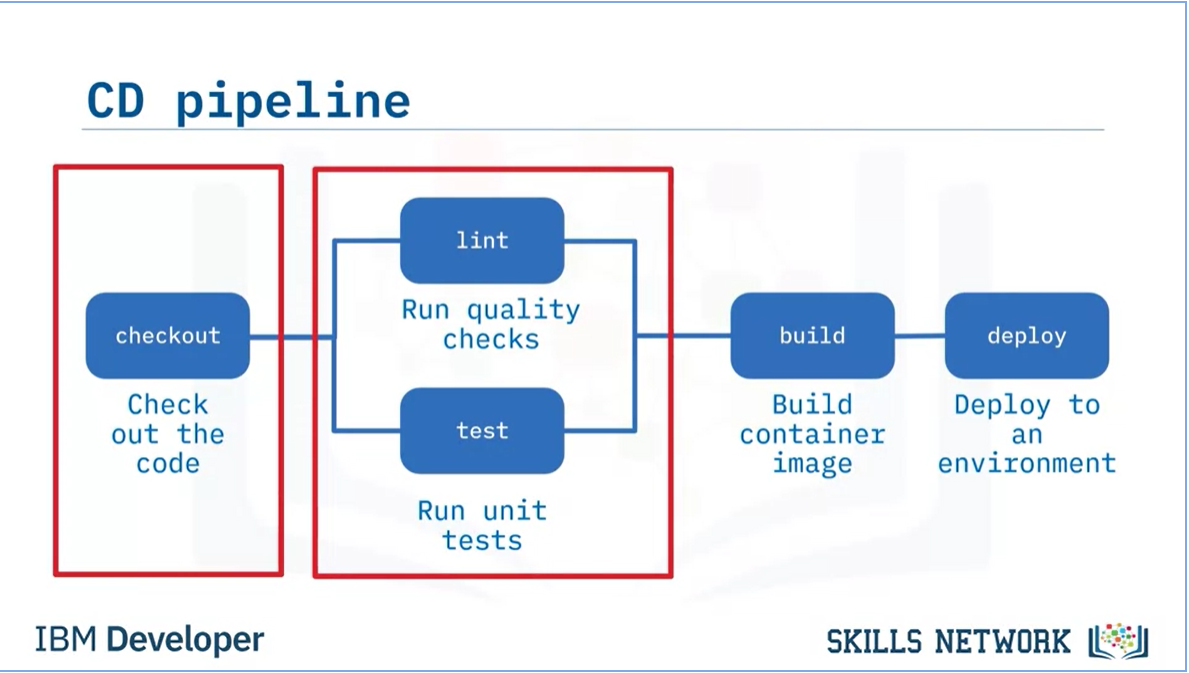 CD pipeline
checkout
Check
out the
code
lint
Run quality
checks
test
Run unit
tests
build
Build
container
image
deploy
Deploy to
an
environment
IBM Developer
SKILLS NETWORK